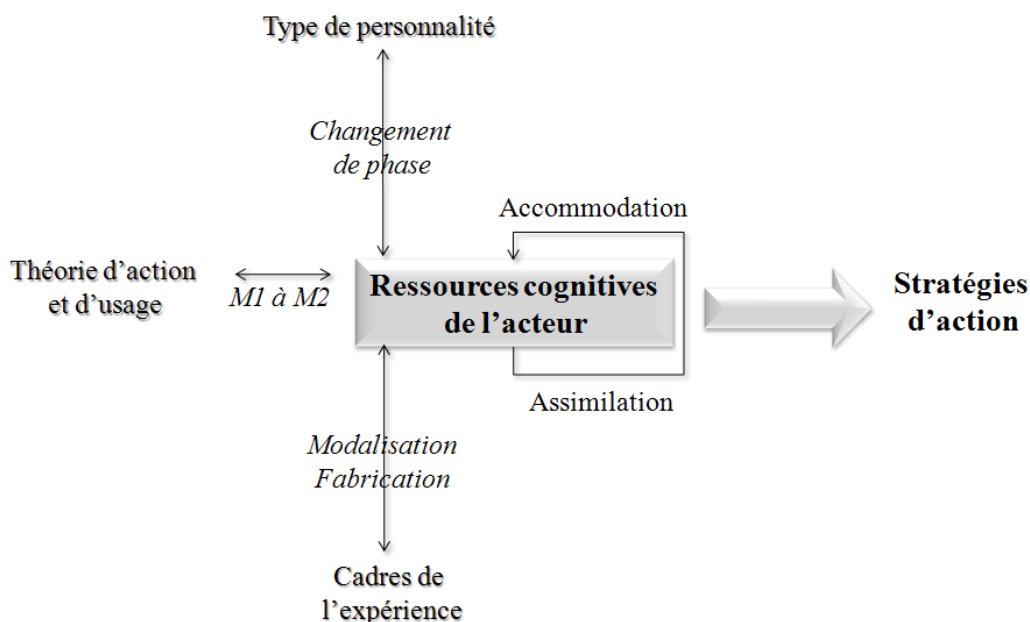 Type de personnalité
Changement
de phase
Accommodation
Théorie d’action
et d’usage
M1 à M2
Ressources cognitives
de l’acteur
Stratégies
d’action
Assimilation
Modalisation
Fabrication
Cadres de
l’expérience